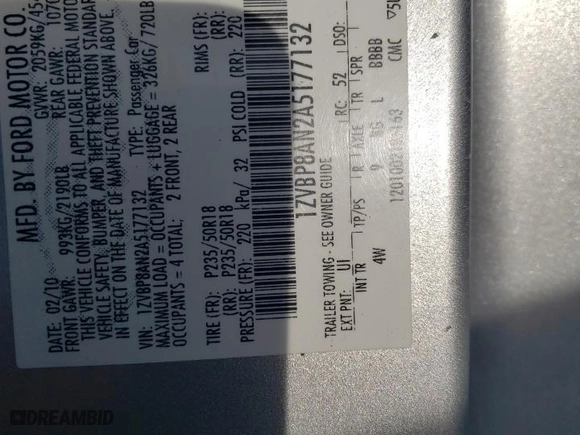 MFD. BY FORD MOTOR CO.
DATE: 02/10 GVWR: 2059KG/45
FRONT GAWR: 993KG/2190LB REAR GAWR: 107
THIS VEHICLE CONFORMS TO ALL APPLICABLE FEDERAL MOTO
VEHICLE SAFETY, BUMPER, AND THEFT PREVENTION STANDAR
IN EFFECT ON THE DATE OF MANUFACTURE SHOWN ABOVE.
VIN: 1ZVBP8AN2A5177132 TYPE: Passenger Car
MAXIMUM LOAD = OCCUPANTS + LUGGAGE = 326KG/ 720LB
OCCUPANTS = 4 TOTAL: 2 FRONT, 2 REAR
TIRE (FR): P235/50R18 RIMS (FR):
(RR): P235/50R18 (RR):
PRESSURE (FR): 220 kPa/ 32 PSI COLD (RR): 220
1ZVBP8AN2A5177132
TRAILER TOWING - SEE OWNER GUIDE
EXT PNT: UI RC: 52 DSO:
INT TR TP/PS R AXLE TR SPR
4W 9 G L BBBB
CMC
DREAMBID